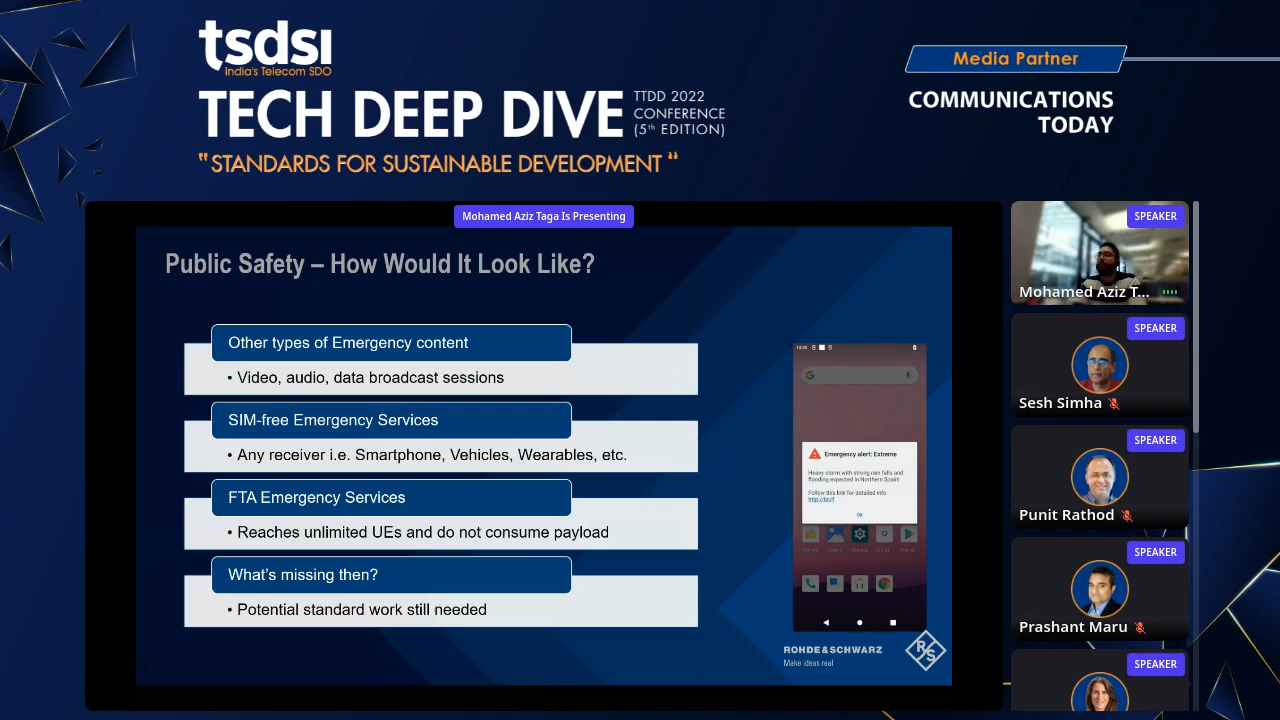 tsdsi
India's Telecom SDO
TECH DEEP DIVE
TTDD 2022
CONFERENCE
(5th EDITION)
"STANDARDS FOR SUSTAINABLE DEVELOPMENT"
Media Partner
COMMUNICATIONS
TODAY
Mohamed Aziz Taga Is Presenting
Public Safety – How Would It Look Like?
Other types of Emergency content
• Video, audio, data broadcast sessions
SIM-free Emergency Services
• Any receiver i.e. Smartphone, Vehicles, Wearables, etc.
FTA Emergency Services
• Reaches unlimited UEs and do not consume payload
What's missing then?
• Potential standard work still needed
Emergency alert: Extreme
Heavy storm with strong rain falls and
flooding expected in Northern Spain!
Follow this link for detailed info
OK
ROHDE&SCHWARZ
Make ideas real
R&S
SPEAKER
Mohamed Aziz T...
SPEAKER
Sesh Simha
SPEAKER
Punit Rathod
SPEAKER
Prashant Maru
SPEAKER